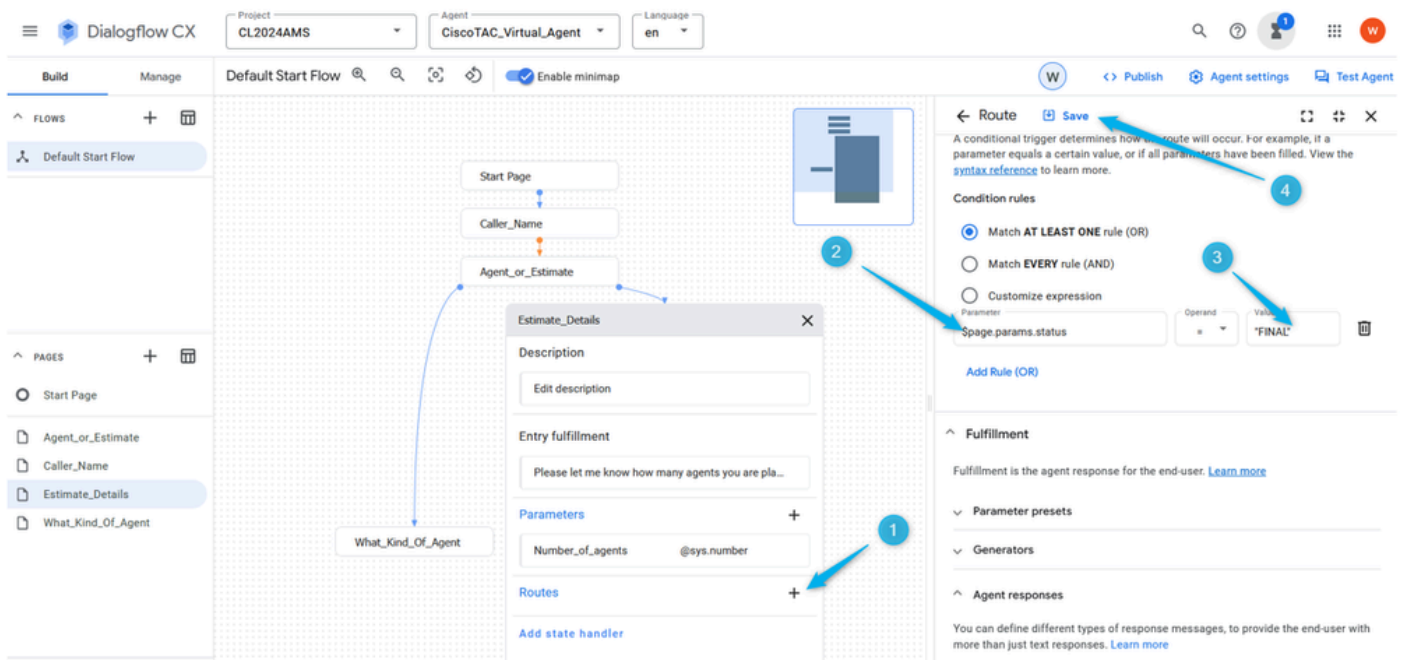 Dialogflow CX
Project
CL2024AMS
Agent
CiscoTAC_Virtual_Agent
Language
en
1
W
Build
Manage
Default Start Flow
Enable minimap
W
Publish
Agent settings
Test Agent
FLOWS
Default Start Flow
PAGES
Start Page
Agent_or_Estimate
Caller_Name
Estimate_Details
What_Kind_Of_Agent
Start Page
Caller_Name
Agent_or_Estimate
What_Kind_Of_Agent
Estimate_Details
Description
Edit description
Entry fulfillment
Please let me know how many agents you are pla...
Parameters
Number_of_agents @sys.number
Routes
Add state handler
1
2
3
4
Route
Save
A conditional trigger determines how the route will occur. For example, if a
parameter equals a certain value, or if all parameters have been filled. View the
syntax reference to learn more.
Condition rules
Match AT LEAST ONE rule (OR)
Match EVERY rule (AND)
Customize expression
Parameter
$page.params.status
Operand
=
"FINAL"
Add Rule (OR)
Fulfillment
Fulfillment is the agent response for the end-user. Learn more
Parameter presets
Generators
Agent responses
You can define different types of response messages, to provide the end-user with
more than just text responses. Learn more